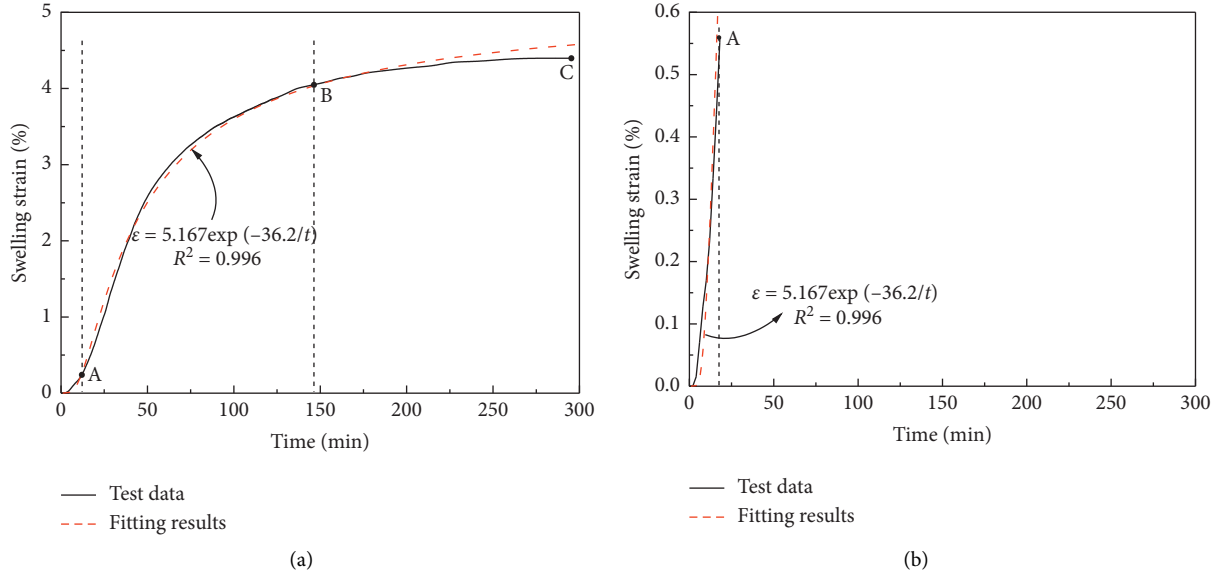 5
4
3
2
1
0
Swelling strain (%)
A
B
C
ε = 5.167exp (–36.2/t)
R² = 0.996
0 50 100 150 200 250 300
Time (min)
Test data
Fitting results
(a)
0.6
0.5
0.4
0.3
0.2
0.1
0.0
Swelling strain (%)
A
ε = 5.167exp (–36.2/t)
R² = 0.996
0 50 100 150 200 250 300
Time (min)
Test data
Fitting results
(b)